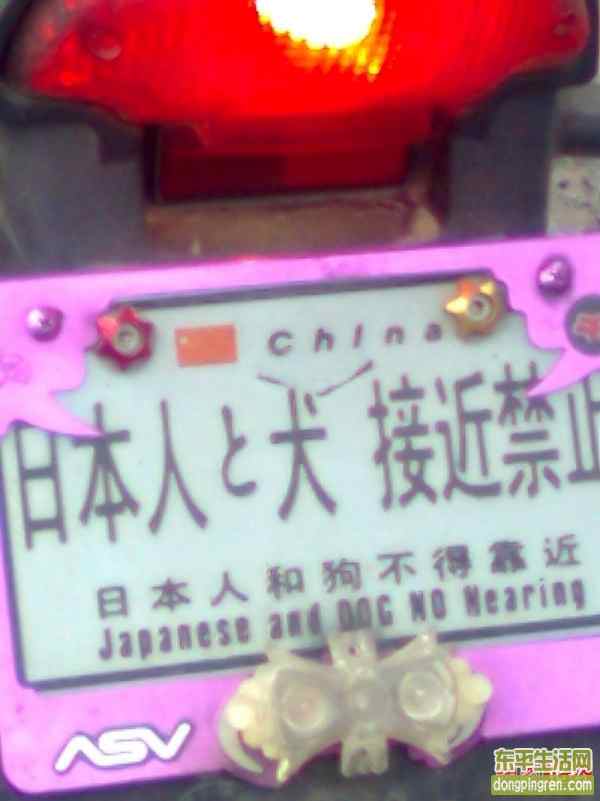 China
日本人と犬 接近禁止
日本人和狗不得靠近
Japanese and DOG NO Nearing
ASV
东平生活网
dongpingren.com